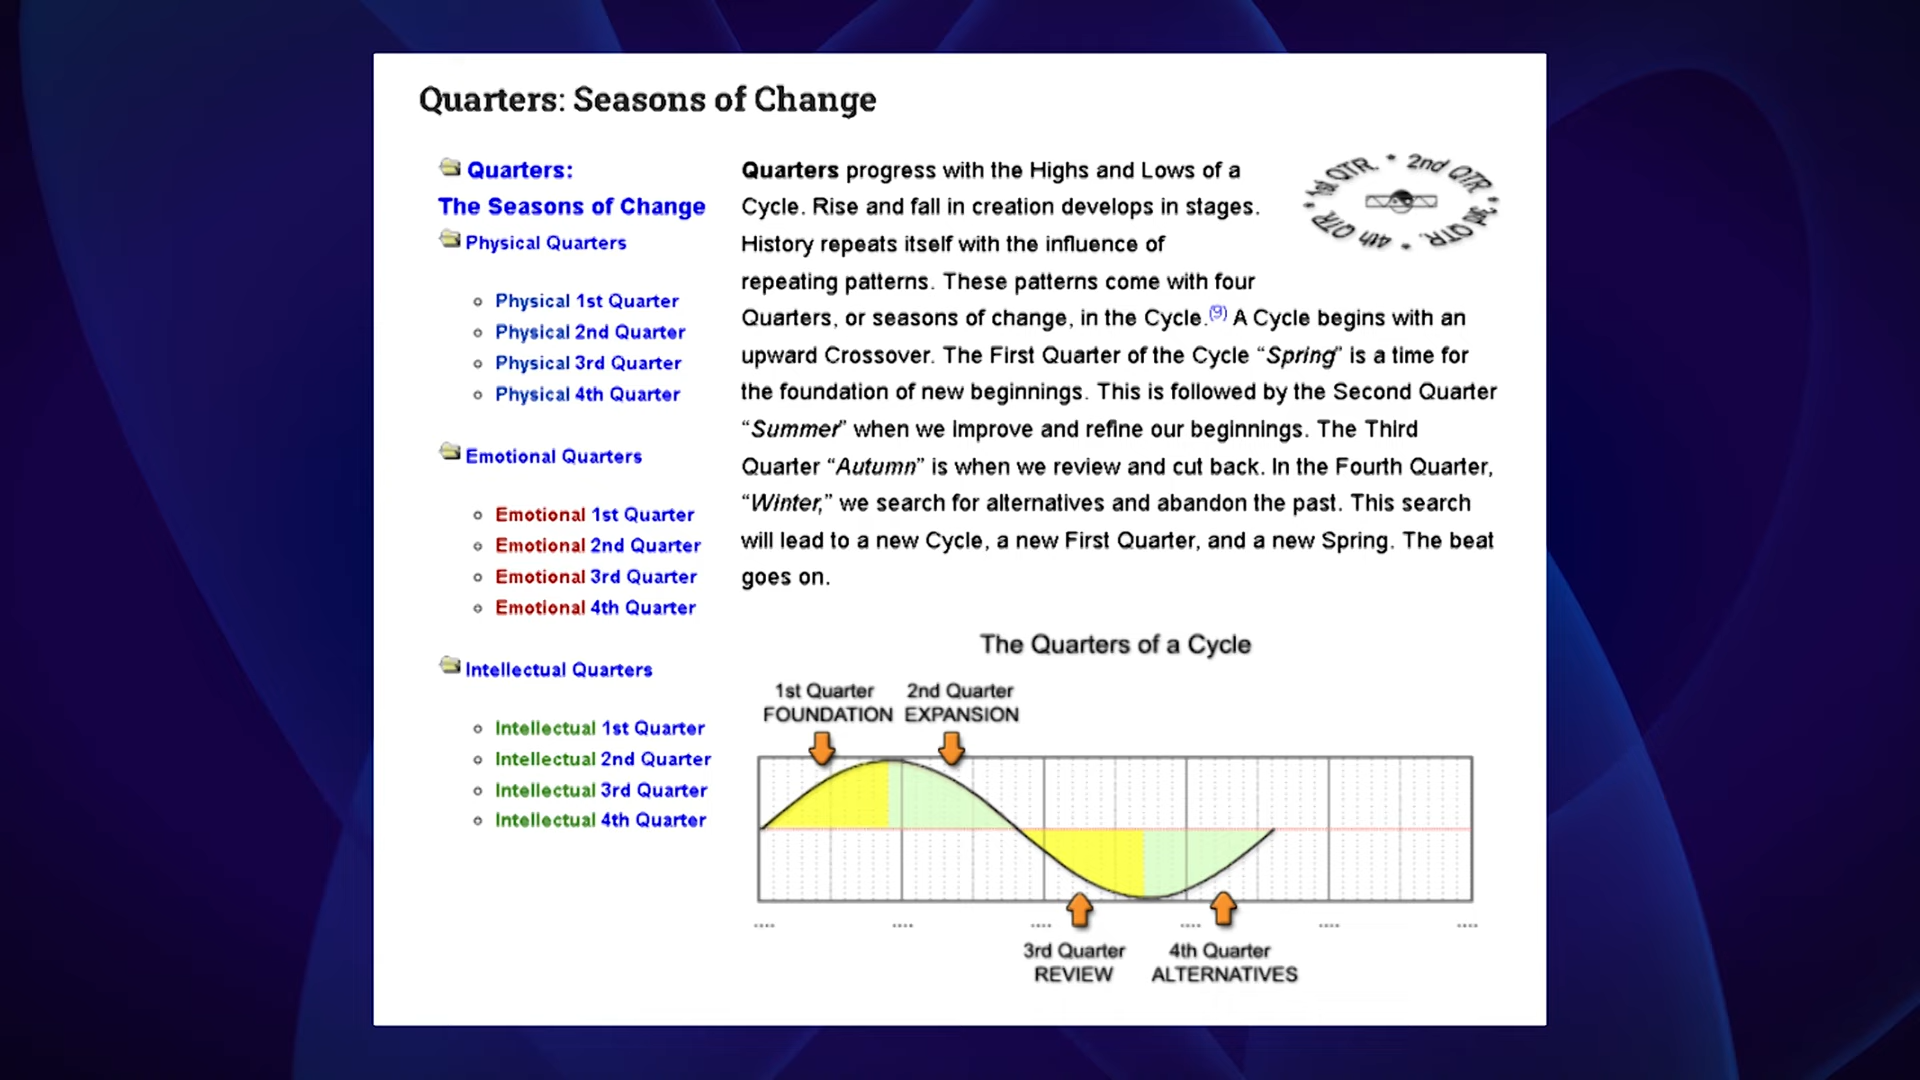 Quarters: Seasons of Change
Quarters:
The Seasons of Change
Physical Quarters
Physical 1st Quarter
Physical 2nd Quarter
Physical 3rd Quarter
Physical 4th Quarter
Emotional Quarters
Emotional 1st Quarter
Emotional 2nd Quarter
Emotional 3rd Quarter
Emotional 4th Quarter
Intellectual Quarters
Intellectual 1st Quarter
Intellectual 2nd Quarter
Intellectual 3rd Quarter
Intellectual 4th Quarter
Quarters progress with the Highs and Lows of a
Cycle. Rise and fall in creation develops in stages.
History repeats itself with the influence of
repeating patterns. These patterns come with four
Quarters, or seasons of change, in the Cycle.(9) A Cycle begins with an
upward Crossover. The First Quarter of the Cycle “Spring” is a time for
the foundation of new beginnings. This is followed by the Second Quarter
“Summer” when we improve and refine our beginnings. The Third
Quarter “Autumn” is when we review and cut back. In the Fourth Quarter,
“Winter,” we search for alternatives and abandon the past. This search
will lead to a new Cycle, a new First Quarter, and a new Spring. The beat
goes on.
1st QTR. * 2nd QTR * 3rd QTR. * 4th QTR *
The Quarters of a Cycle
1st Quarter
FOUNDATION
2nd Quarter
EXPANSION
3rd Quarter
REVIEW
4th Quarter
ALTERNATIVES